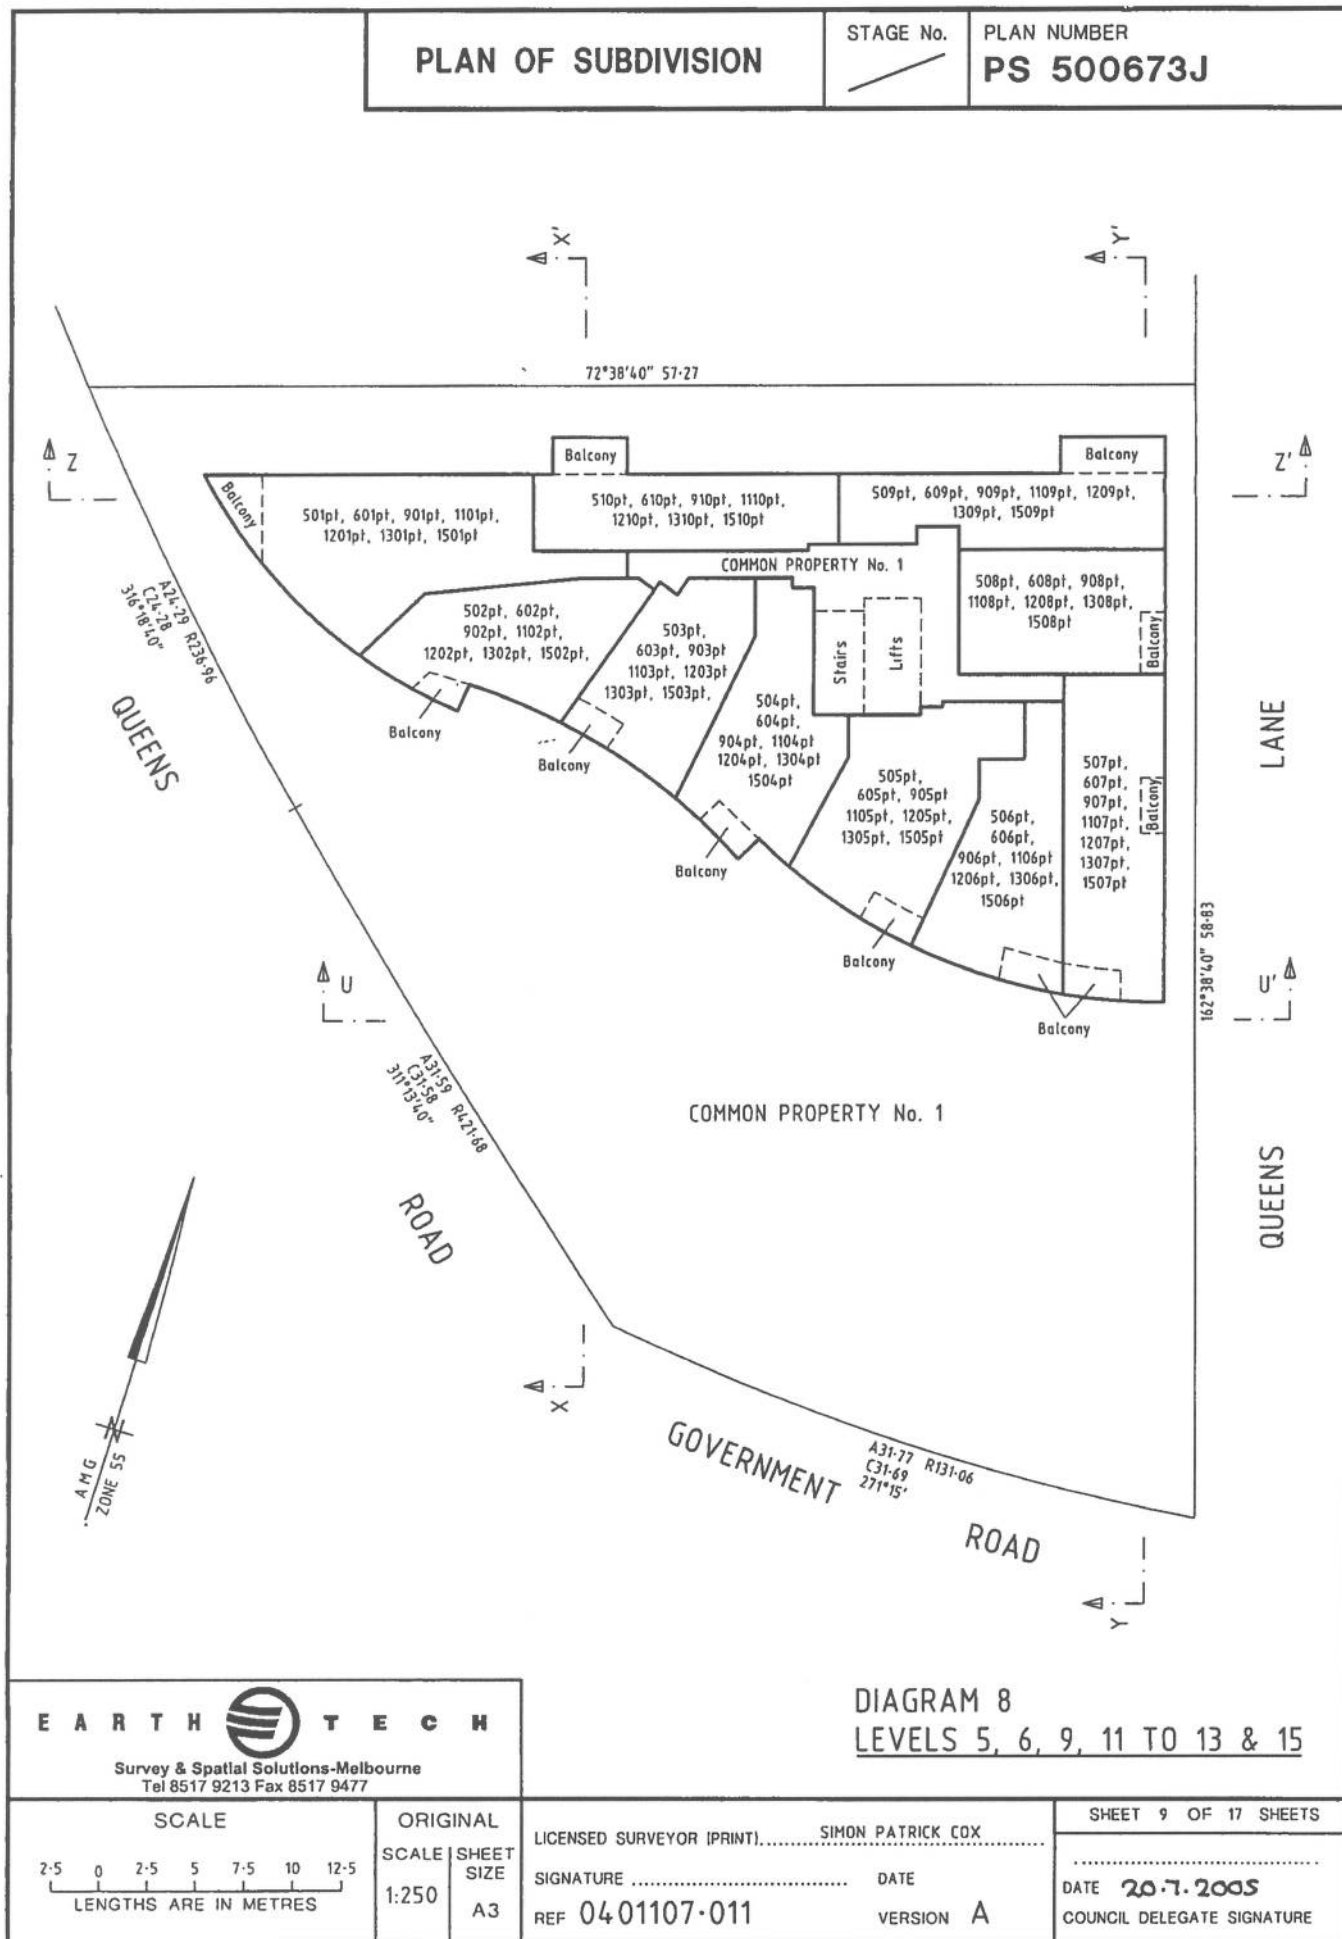 PLAN OF SUBDIVISION
STAGE No.
PLAN NUMBER
PS 500673J
X'
Y'
72°38'40" 57·27
Z
Z'
Balcony
Balcony
Balcony
501pt, 601pt, 901pt, 1101pt,
1201pt, 1301pt, 1501pt
510pt, 610pt, 910pt, 1110pt,
1210pt, 1310pt, 1510pt
509pt, 609pt, 909pt, 1109pt, 1209pt,
1309pt, 1509pt
COMMON PROPERTY No. 1
508pt, 608pt, 908pt,
1108pt, 1208pt, 1308pt,
1508pt
Balcony
502pt, 602pt,
902pt, 1102pt,
1202pt, 1302pt, 1502pt,
503pt,
603pt, 903pt
1103pt, 1203pt
1303pt, 1503pt,
Stairs
Lifts
504pt,
604pt,
904pt, 1104pt
1204pt, 1304pt
1504pt
505pt,
605pt, 905pt
1105pt, 1205pt,
1305pt, 1505pt
506pt,
606pt,
906pt, 1106pt
1206pt, 1306pt,
1506pt
507pt,
607pt,
907pt,
1107pt,
1207pt,
1307pt,
1507pt
Balcony
Balcony
Balcony
Balcony
Balcony
Balcony
A24·29 R236·96
C24·28
316°18'40"
QUEENS
LANE
162°38'40" 58·83
U
U'
A31·59 R421·68
C31·58
311°13'40"
COMMON PROPERTY No. 1
ROAD
QUEENS
X
GOVERNMENT
A31·77 R131·06
C31·69
271°15'
ROAD
Y
N
AMG
ZONE 55
EARTH TECH
Survey & Spatial Solutions-Melbourne
Tel 8517 9213 Fax 8517 9477
DIAGRAM 8
LEVELS 5, 6, 9, 11 TO 13 & 15
SCALE
2·5 0 2·5 5 7·5 10 12·5
LENGTHS ARE IN METRES
ORIGINAL
SCALE
1:250
SHEET
SIZE
A3
LICENSED SURVEYOR (PRINT) SIMON PATRICK COX
SIGNATURE DATE
REF 0401107·011 VERSION A
SHEET 9 OF 17 SHEETS
DATE 20.7.2005
COUNCIL DELEGATE SIGNATURE